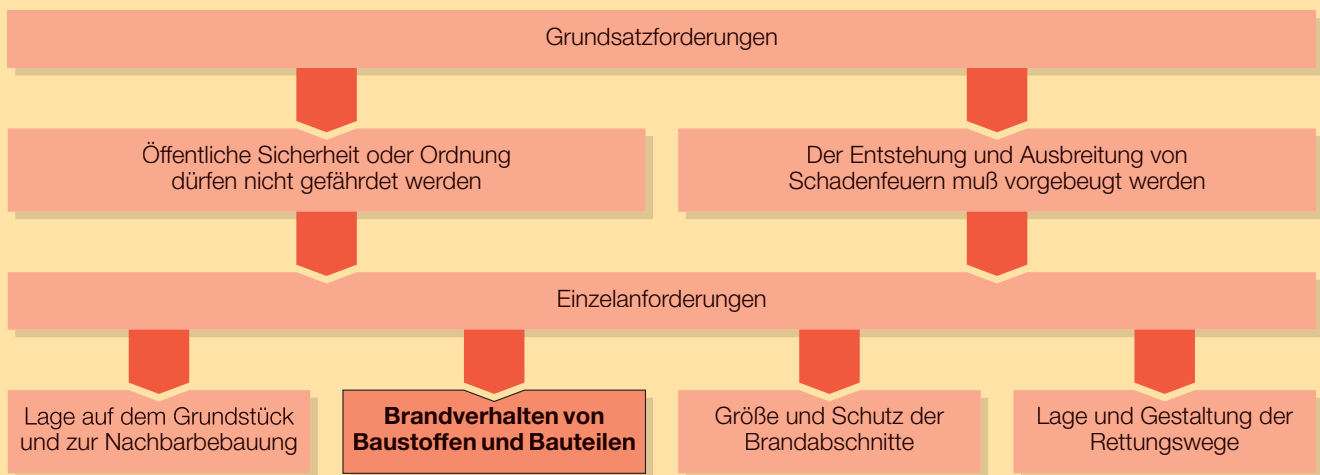 Grundsatzforderungen
Öffentliche Sicherheit oder Ordnung
dürfen nicht gefährdet werden
Der Entstehung und Ausbreitung von
Schadenfeuern muß vorgebeugt werden
Einzelanforderungen
Lage auf dem Grundstück
und zur Nachbarbebauung
Brandverhalten von
Baustoffen und Bauteilen
Größe und Schutz der
Brandabschnitte
Lage und Gestaltung der
Rettungswege